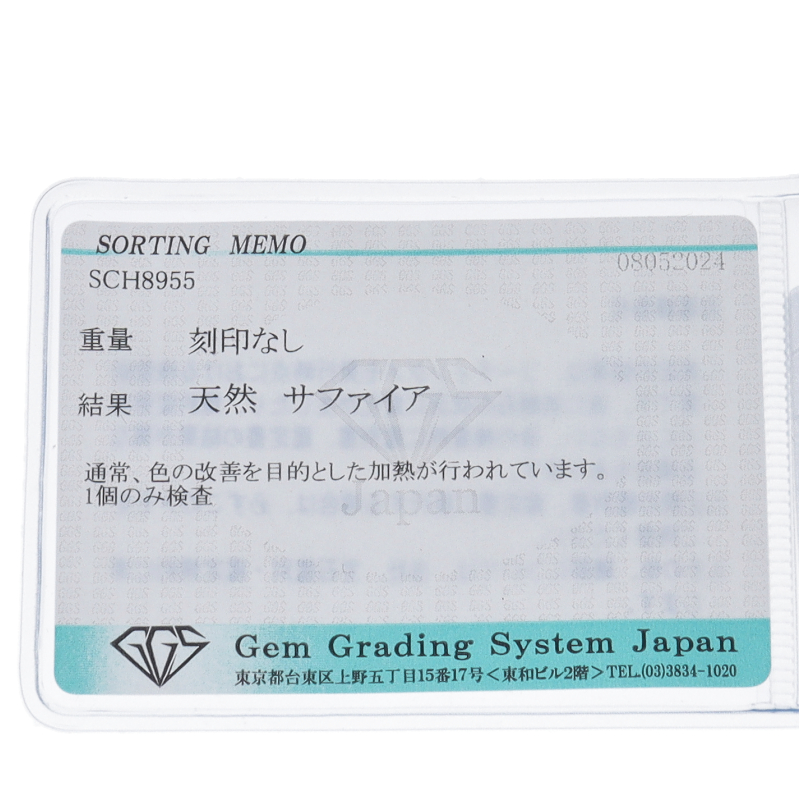 SORTING MEMO
08052024
SCH8955
重量 刻印なし
結果 天然 サファイア
通常、色の改善を目的とした加熱が行われています。
1個のみ検査
GGS
Japan
GGS Gem Grading System Japan
東京都台東区上野五丁目15番17号＜東和ビル2階＞TEL.(03)3834-1020